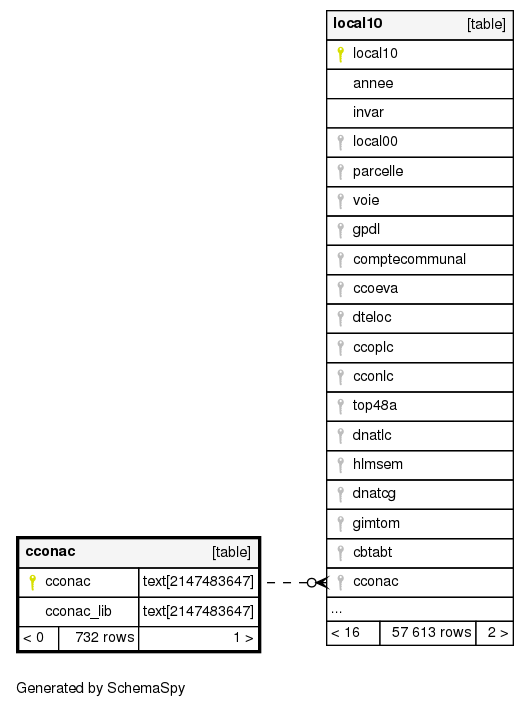 local10 [table]
local10
annee
invar
local00
parcelle
voie
gpdl
comptecommunal
ccoeva
dteloc
ccoplc
cconlc
top48a
dnatlc
hlmsem
dnatcg
gimtom
cbtabt
cconac
...
< 16 57 613 rows 2 >
cconac [table]
cconac text[2147483647]
cconac_lib text[2147483647]
< 0 732 rows 1 >
Generated by SchemaSpy